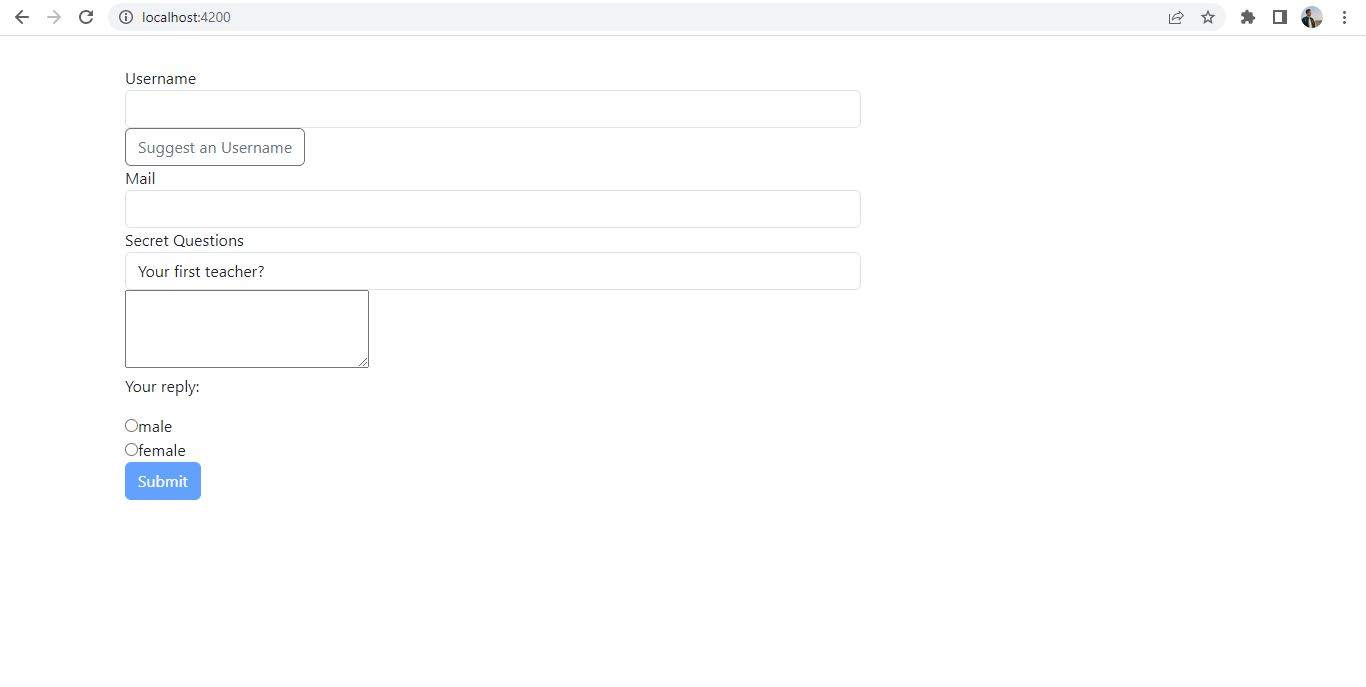 localhost:4200
Username
Suggest an Username
Mail
Secret Questions
Your first teacher?
Your reply:
male
female
Submit